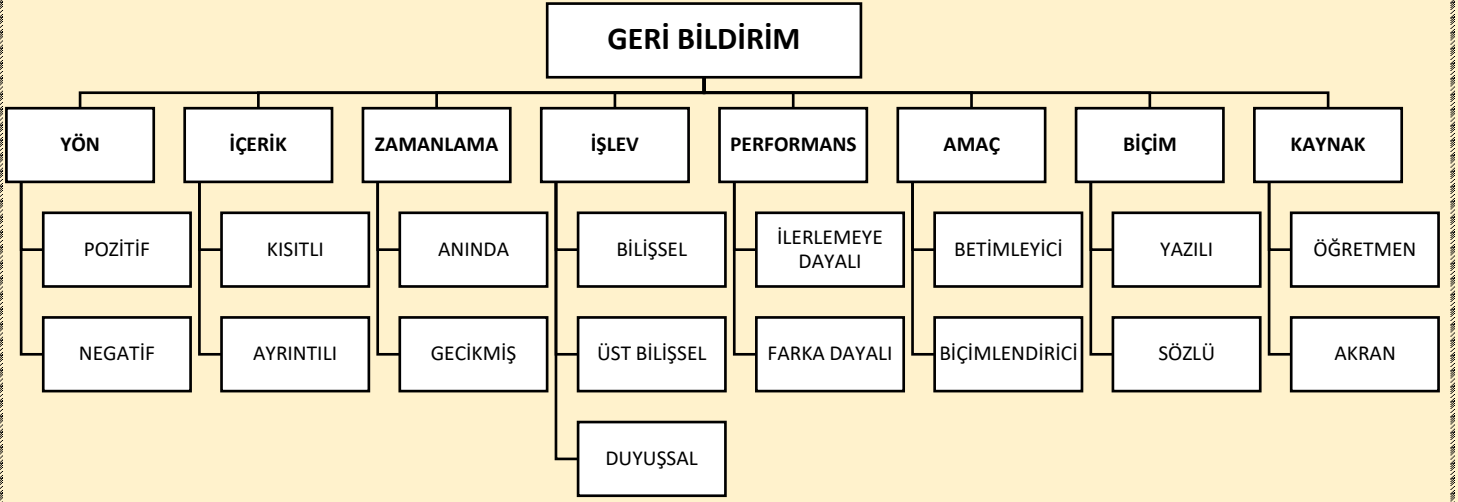 GERİ BİLDİRİM
YÖN
İÇERİK
ZAMANLAMA
İŞLEV
PERFORMANS
AMAÇ
BİÇİM
KAYNAK
POZİTİF
KISITLI
ANINDA
BİLİŞSEL
İLERLEMEYE
DAYALI
BETİMLEYİCİ
YAZILI
ÖĞRETMEN
NEGATİF
AYRINTILI
GECİKMİŞ
ÜST BİLİŞSEL
FARKA DAYALI
BİÇİMLENDİRİCİ
SÖZLÜ
AKRAN
DUYUŞSAL